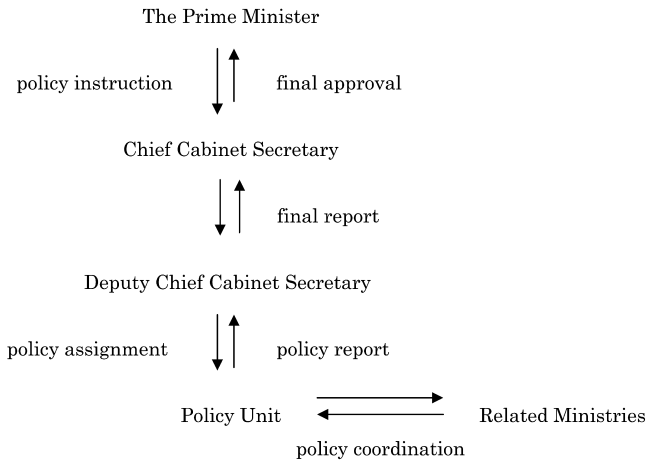 The Prime Minister
policy instruction
final approval
Chief Cabinet Secretary
final report
Deputy Chief Cabinet Secretary
policy assignment
policy report
Policy Unit
Related Ministries
policy coordination